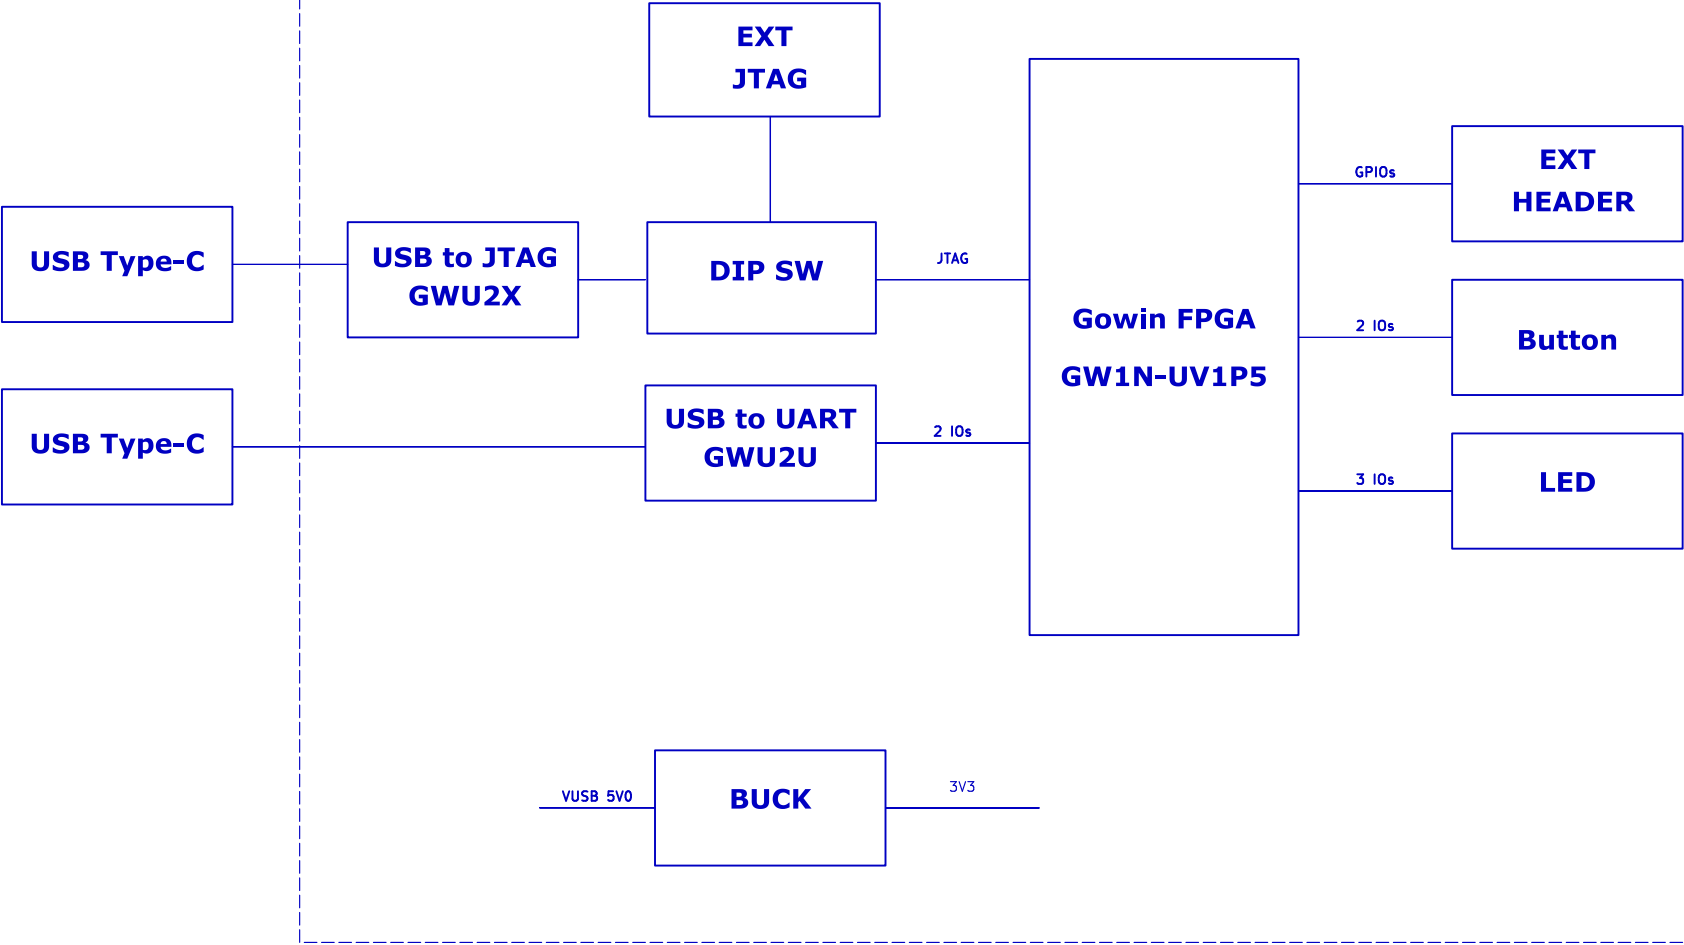 EXT
JTAG
EXT
HEADER
GPIOs
USB Type-C
USB to JTAG
GWU2X
DIP SW
JTAG
Gowin FPGA
GW1N-UV1P5
2 IOs
Button
USB Type-C
USB to UART
GWU2U
2 IOs
3 IOs
LED
VUSB 5V0
BUCK
3V3